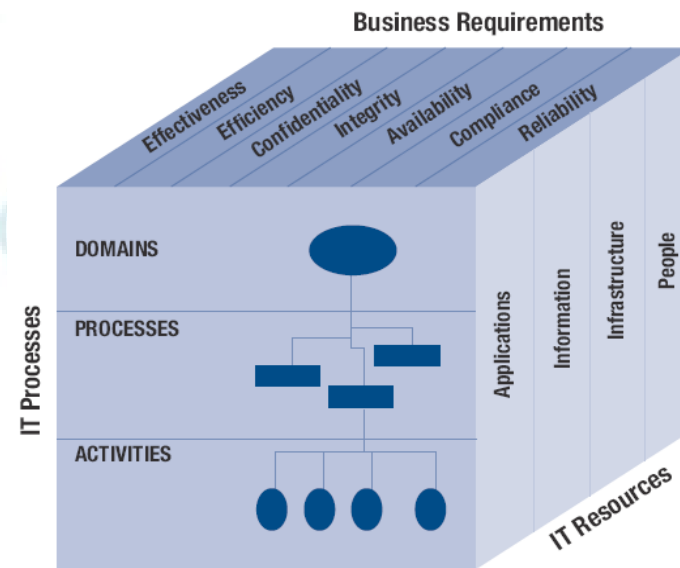 Business Requirements
Effectiveness
Efficiency
Confidentiality
Integrity
Availability
Compliance
Reliability
IT Processes
DOMAINS
PROCESSES
ACTIVITIES
Applications
Information
Infrastructure
People
IT Resources